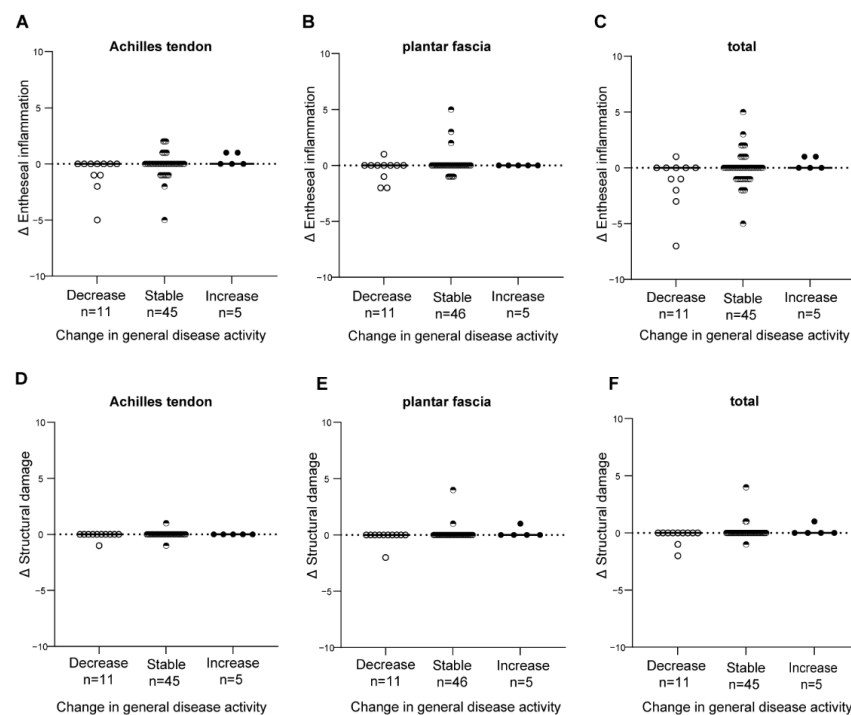 A
Achilles tendon
Δ Entheseal inflammation
10
5
0
−5
−10
Decrease Stable Increase
n=11 n=45 n=5
Change in general disease activity
B
plantar fascia
Δ Entheseal inflammation
10
5
0
−5
−10
Decrease Stable Increase
n=11 n=46 n=5
Change in general disease activity
C
total
Δ Entheseal inflammation
10
5
0
−5
−10
Decrease Stable Increase
n=11 n=45 n=5
Change in general disease activity
D
Achilles tendon
Δ Structural damage
10
5
0
−5
−10
Decrease Stable Increase
n=11 n=45 n=5
Change in general disease activity
E
plantar fascia
Δ Structural damage
10
5
0
−5
−10
Decrease Stable Increase
n=11 n=46 n=5
Change in general disease activity
F
total
Δ Structural damage
10
5
0
−5
−10
Decrease Stable Increase
n=11 n=45 n=5
Change in general disease activity